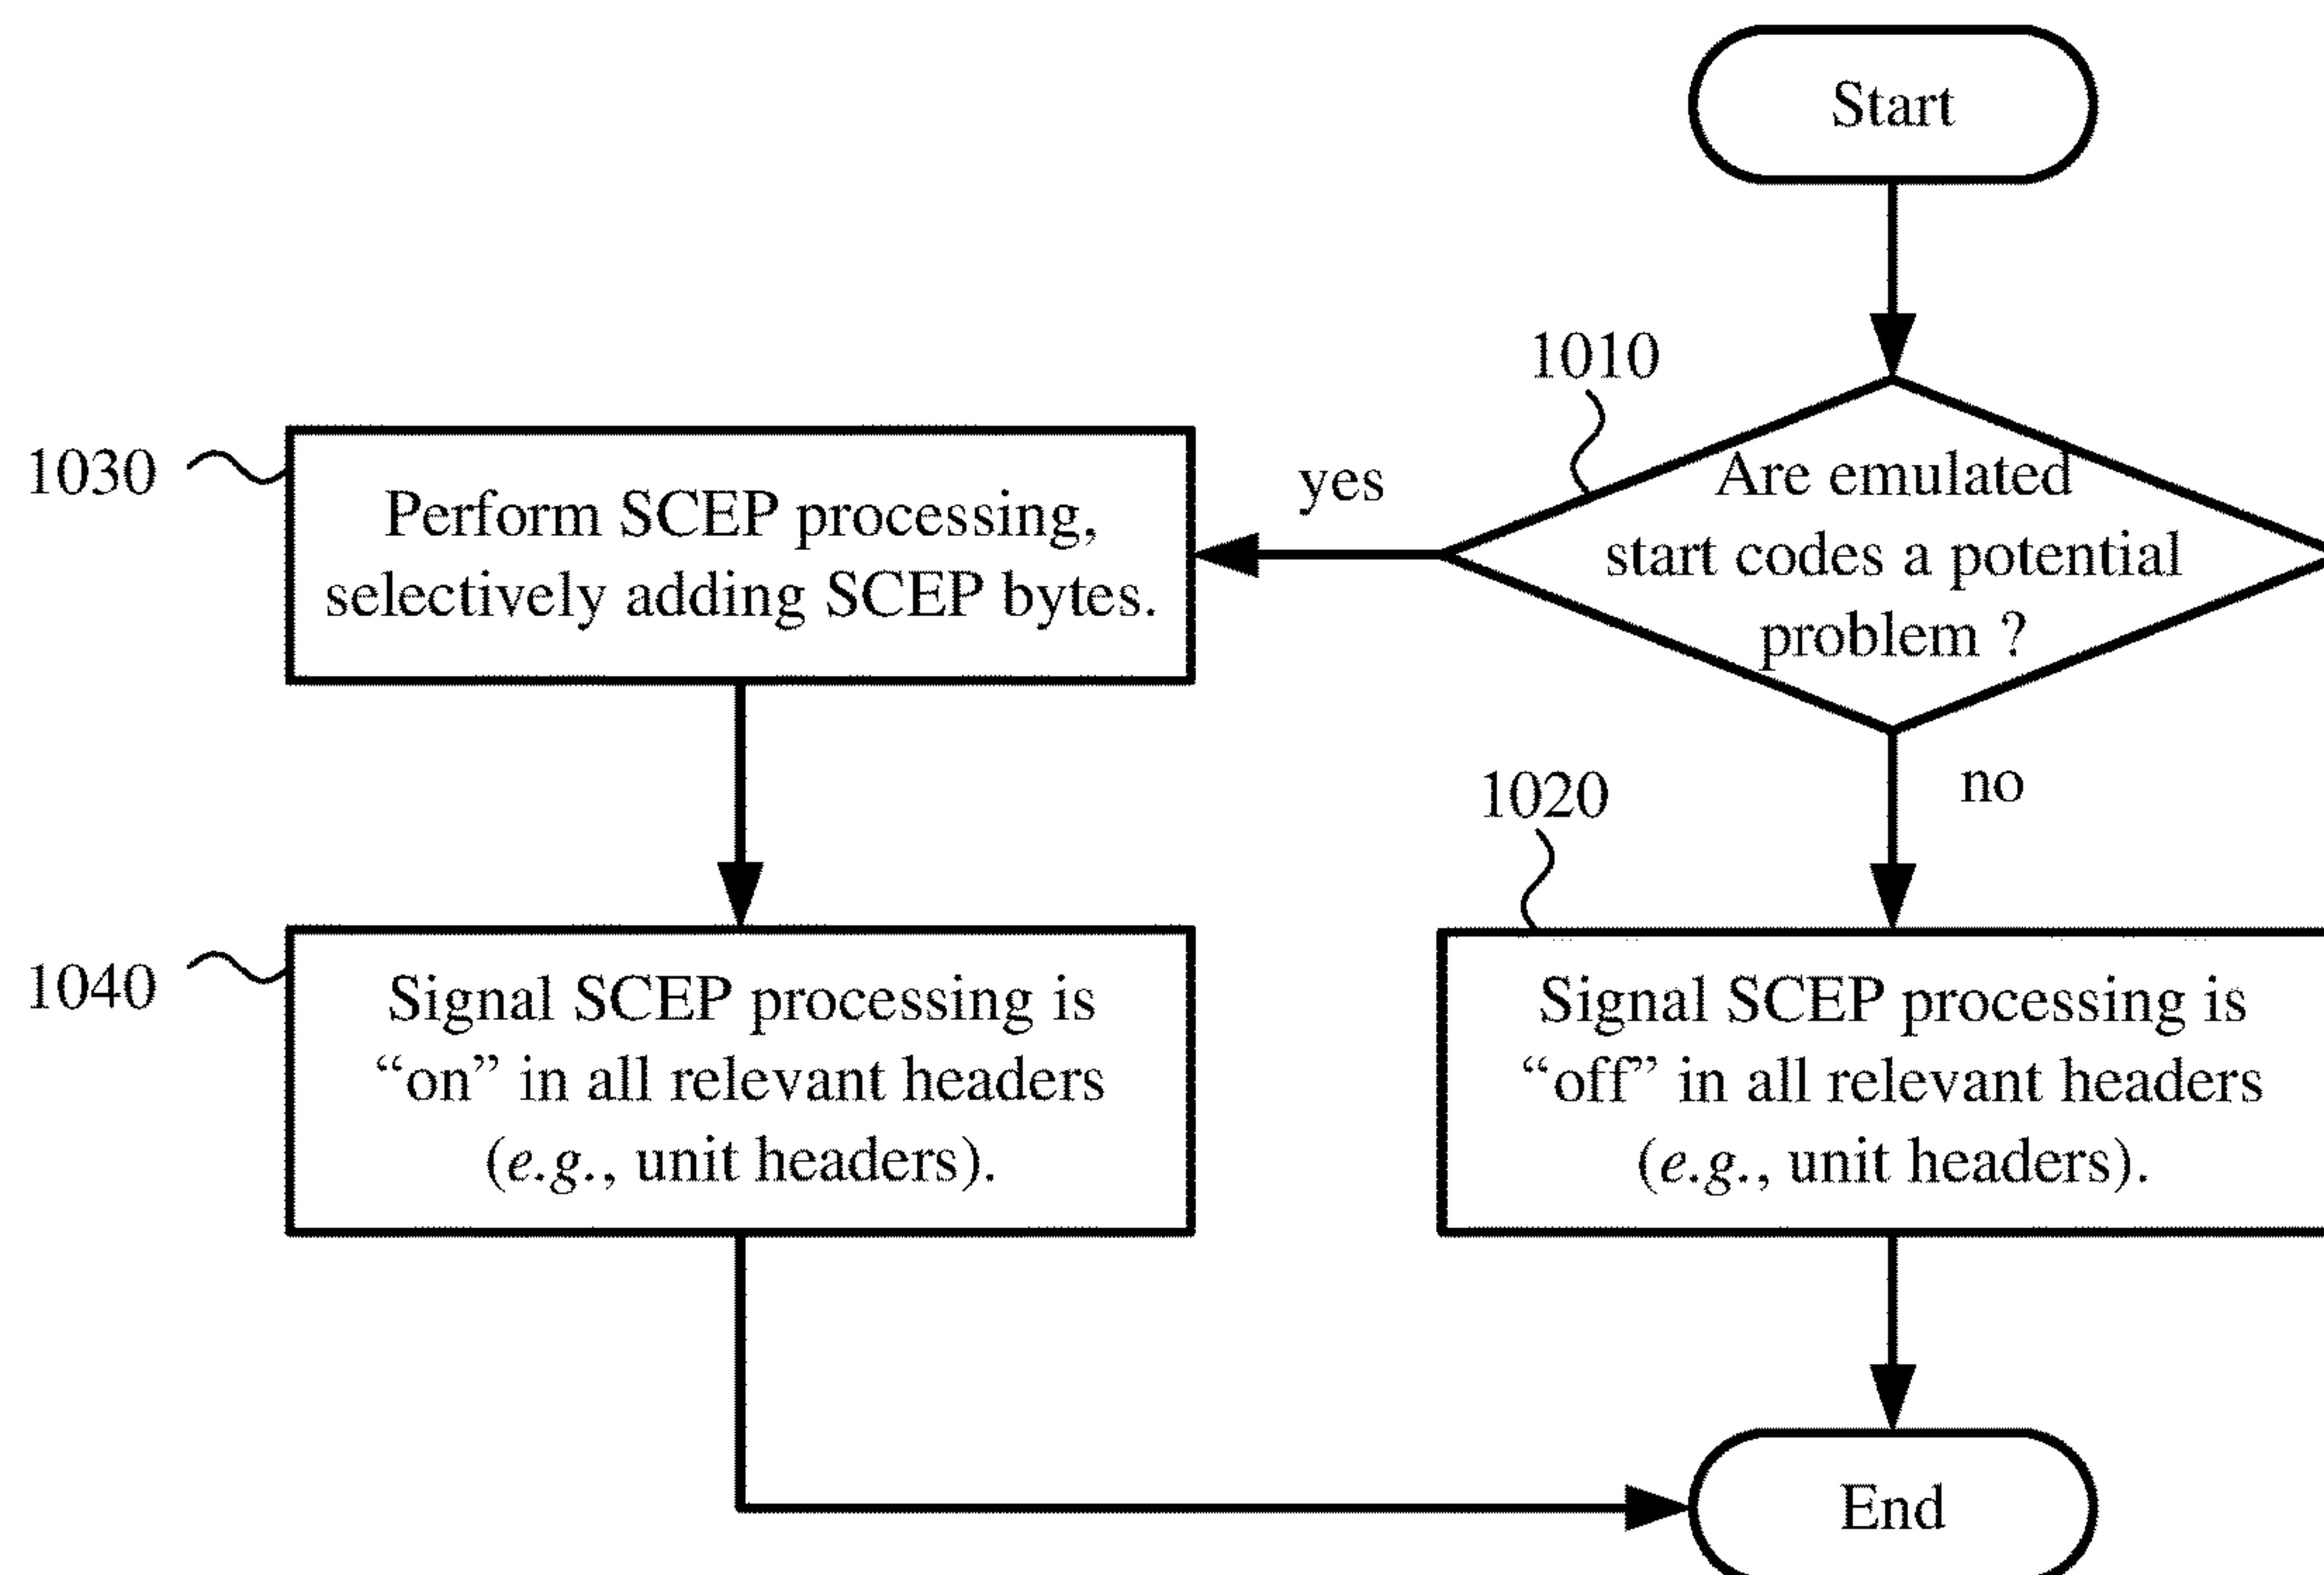 Start
1010
Are emulated
start codes a potential
problem ?
yes
no
1030
Perform SCEP processing,
selectively adding SCEP bytes.
1040
Signal SCEP processing is
“on” in all relevant headers
(e.g., unit headers).
1020
Signal SCEP processing is
“off” in all relevant headers
(e.g., unit headers).
End